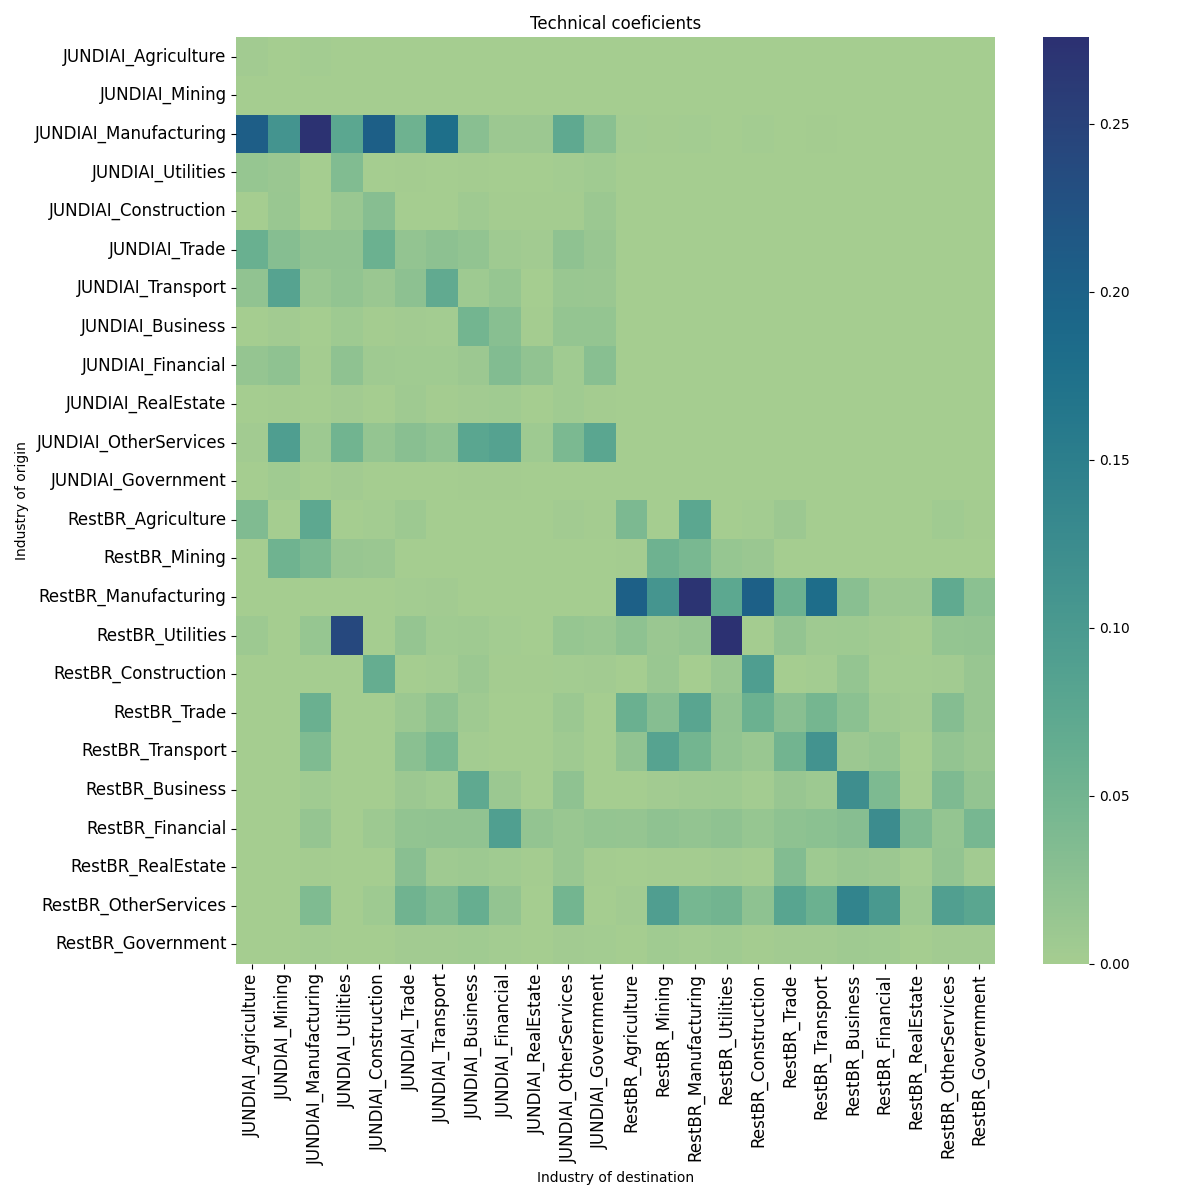 Technical coeficients
JUNDIAI_Agriculture
JUNDIAI_Mining
JUNDIAI_Manufacturing
JUNDIAI_Utilities
JUNDIAI_Construction
JUNDIAI_Trade
JUNDIAI_Transport
JUNDIAI_Business
JUNDIAI_Financial
JUNDIAI_RealEstate
JUNDIAI_OtherServices
JUNDIAI_Government
RestBR_Agriculture
RestBR_Mining
RestBR_Manufacturing
RestBR_Utilities
RestBR_Construction
RestBR_Trade
RestBR_Transport
RestBR_Business
RestBR_Financial
RestBR_RealEstate
RestBR_OtherServices
RestBR_Government
Industry of origin
JUNDIAI_Agriculture
JUNDIAI_Mining
JUNDIAI_Manufacturing
JUNDIAI_Utilities
JUNDIAI_Construction
JUNDIAI_Trade
JUNDIAI_Transport
JUNDIAI_Business
JUNDIAI_Financial
JUNDIAI_RealEstate
JUNDIAI_OtherServices
JUNDIAI_Government
RestBR_Agriculture
RestBR_Mining
RestBR_Manufacturing
RestBR_Utilities
RestBR_Construction
RestBR_Trade
RestBR_Transport
RestBR_Business
RestBR_Financial
RestBR_RealEstate
RestBR_OtherServices
RestBR_Government
Industry of destination
0.25
0.20
0.15
0.10
0.05
0.00